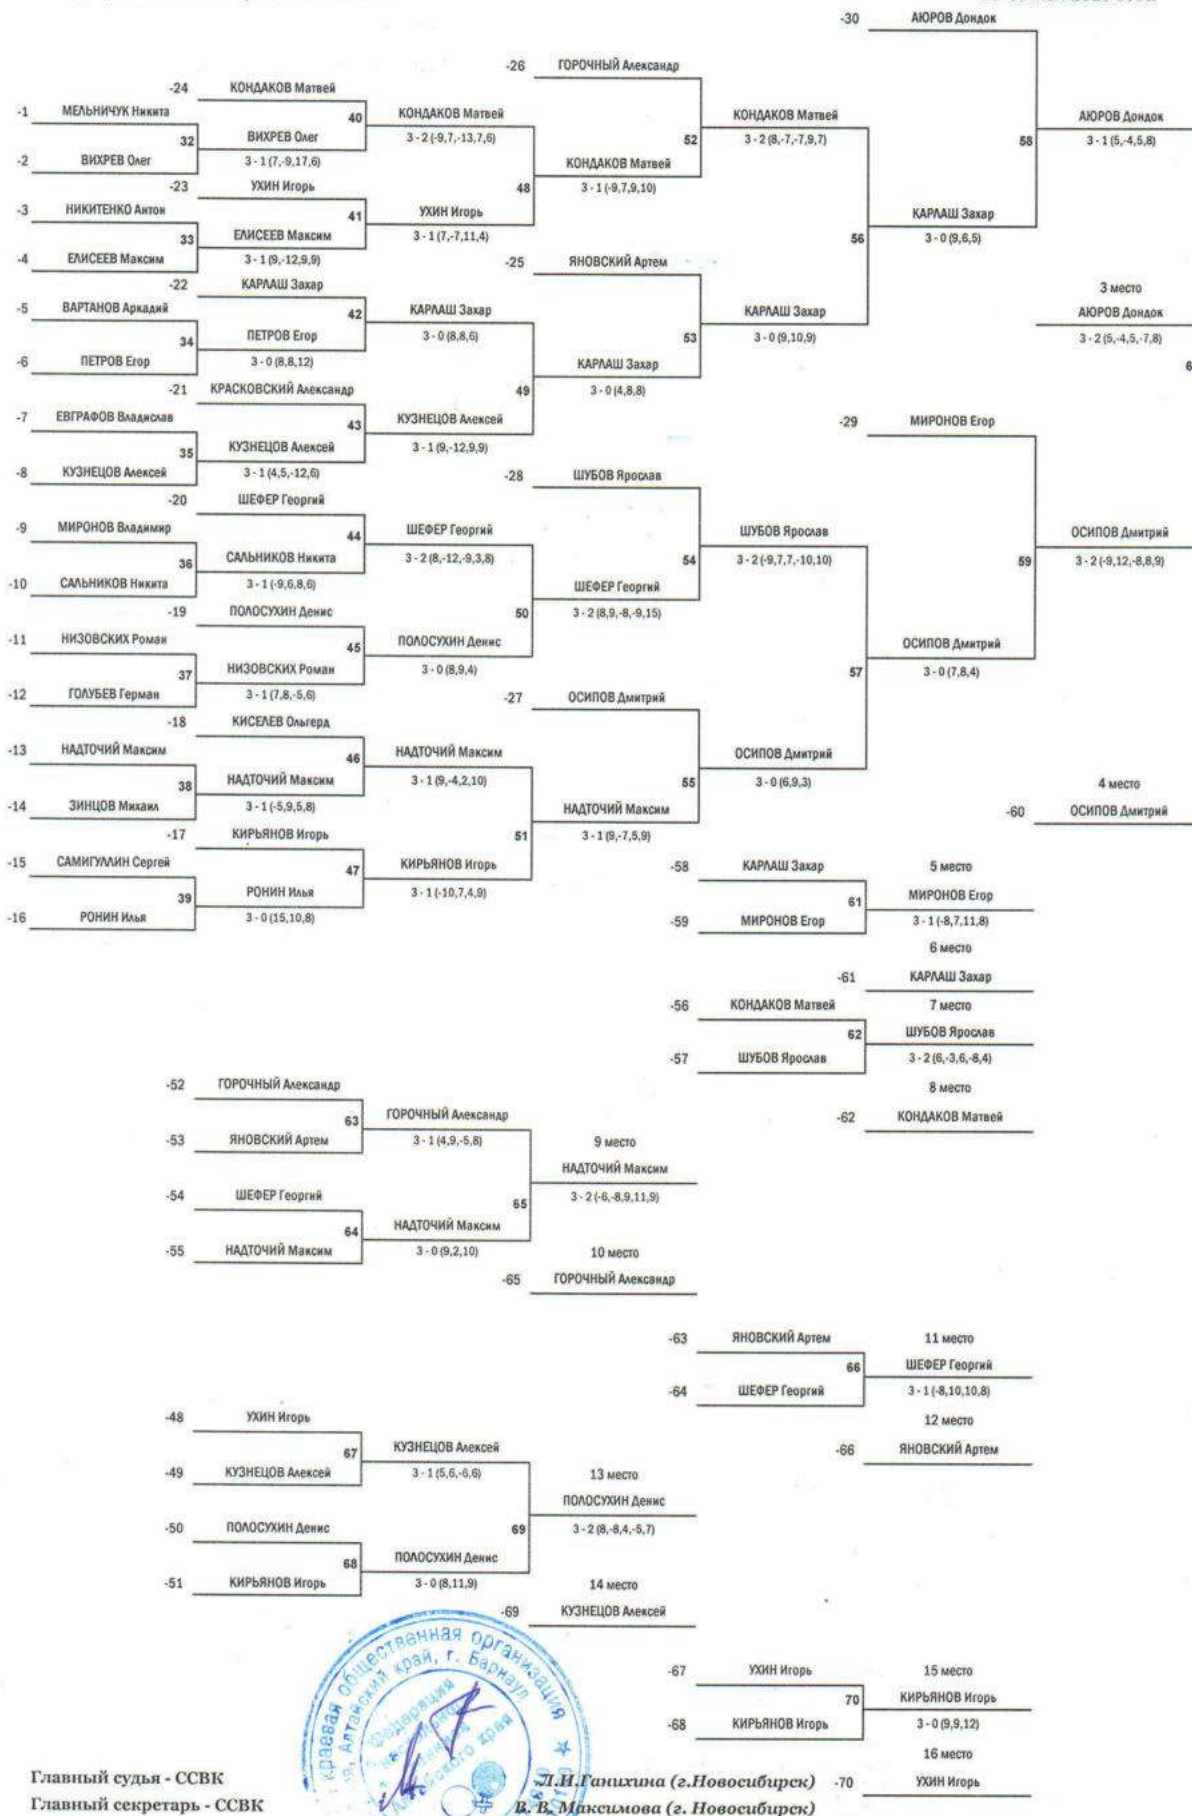 -30 АЮРОВ Дондок
-26 ГОРОЧНЫЙ Александр
-24 КОНДАКОВ Матвей
-1 МЕЛЬНИЧУК Никита
40 КОНДАКОВ Матвей
КОНДАКОВ Матвей
АЮРОВ Дондок
32 ВИХРЕВ Олег
3 - 2 (-9,7,-13,7,6)
52 3 - 2 (8,-7,-7,9,7)
58 3 - 1 (5,-4,5,8)
-2 ВИХРЕВ Олег
3 - 1 (7,-9,17,6)
КОНДАКОВ Матвей
-23 УХИН Игорь
48 3 - 1 (-9,7,9,10)
-3 НИКИТЕНКО Антон
41 УХИН Игорь
КАРЛАШ Захар
33 ЕЛИСЕЕВ Максим
3 - 1 (7,-7,11,4)
56 3 - 0 (9,6,5)
-4 ЕЛИСЕЕВ Максим
3 - 1 (9,-12,9,9)
-25 ЯНОВСКИЙ Артем
-22 КАРЛАШ Захар
3 место
-5 ВАРТАНОВ Аркадий
42 КАРЛАШ Захар
КАРЛАШ Захар
АЮРОВ Дондок
34 ПЕТРОВ Егор
3 - 0 (8,8,6)
53 3 - 0 (9,10,9)
3 - 2 (5,-4,5,-7,8)
-6 ПЕТРОВ Егор
3 - 0 (8,8,12)
КАРЛАШ Захар
-21 КРАСКОВСКИЙ Александр
49 3 - 0 (4,8,8)
-7 ЕВГРАФОВ Владислав
43 КУЗНЕЦОВ Алексей
-29 МИРОНОВ Егор
35 КУЗНЕЦОВ Алексей
3 - 1 (9,-12,9,9)
-8 КУЗНЕЦОВ Алексей
3 - 1 (4,5,-12,6)
-28 ШУБОВ Ярослав
-20 ШЕФЕР Георгий
-9 МИРОНОВ Владимир
44 ШЕФЕР Георгий
ШУБОВ Ярослав
ОСИПОВ Дмитрий
36 САЛЬНИКОВ Никита
3 - 2 (8,-12,-9,3,8)
54 3 - 2 (-9,7,7,-10,10)
59 3 - 2 (-9,12,-8,8,9)
-10 САЛЬНИКОВ Никита
3 - 1 (-9,6,8,6)
ШЕФЕР Георгий
-19 ПОЛОСУХИН Денис
50 3 - 2 (8,9,-8,-9,15)
-11 НИЗОВСКИХ Роман
45 ПОЛОСУХИН Денис
ОСИПОВ Дмитрий
37 НИЗОВСКИХ Роман
3 - 0 (8,9,4)
57 3 - 0 (7,8,4)
-12 ГОЛУБЕВ Герман
3 - 1 (7,8,-5,6)
-27 ОСИПОВ Дмитрий
-18 КИСЕЛЕВ Ольгерд
-13 НАДТОЧИЙ Максим
46 НАДТОЧИЙ Максим
ОСИПОВ Дмитрий
38 НАДТОЧИЙ Максим
3 - 1 (9,-4,2,10)
55 3 - 0 (6,9,3)
4 место
-14 ЗИНЦОВ Михаил
3 - 1 (-5,9,5,8)
НАДТОЧИЙ Максим
-60 ОСИПОВ Дмитрий
-17 КИРЬЯНОВ Игорь
51 3 - 1 (9,-7,5,9)
-15 САМИГУЛЛИН Сергей
47 КИРЬЯНОВ Игорь
-58 КАРЛАШ Захар
5 место
39 РОНИН Илья
3 - 1 (-10,7,4,9)
61 МИРОНОВ Егор
-16 РОНИН Илья
3 - 0 (15,10,8)
-59 МИРОНОВ Егор
3 - 1 (-8,7,11,8)
6 место
-61 КАРЛАШ Захар
-56 КОНДАКОВ Матвей
7 место
62 ШУБОВ Ярослав
-57 ШУБОВ Ярослав
3 - 2 (6,-3,6,-8,4)
-52 ГОРОЧНЫЙ Александр
8 место
63 ГОРОЧНЫЙ Александр
-62 КОНДАКОВ Матвей
-53 ЯНОВСКИЙ Артем
3 - 1 (4,9,-5,8)
9 место
НАДТОЧИЙ Максим
-54 ШЕФЕР Георгий
65 3 - 2 (-6,-8,9,11,9)
64 НАДТОЧИЙ Максим
-55 НАДТОЧИЙ Максим
3 - 0 (9,2,10)
10 место
-65 ГОРОЧНЫЙ Александр
-63 ЯНОВСКИЙ Артем
11 место
66 ШЕФЕР Георгий
-64 ШЕФЕР Георгий
3 - 1 (-8,10,10,8)
-48 УХИН Игорь
12 место
67 КУЗНЕЦОВ Алексей
-66 ЯНОВСКИЙ Артем
-49 КУЗНЕЦОВ Алексей
3 - 1 (5,6,-6,6)
13 место
ПОЛОСУХИН Денис
-50 ПОЛОСУХИН Денис
69 3 - 2 (8,-8,4,-5,7)
68 ПОЛОСУХИН Денис
-51 КИРЬЯНОВ Игорь
3 - 0 (8,11,9)
14 место
-69 КУЗНЕЦОВ Алексей
краевая общественная организация
Алтайский край, г. Барнаул
-67 УХИН Игорь
15 место
70 КИРЬЯНОВ Игорь
-68 КИРЬЯНОВ Игорь
3 - 0 (9,9,12)
16 место
Главный судья - ССВК Л.И.Ганихина (г.Новосибирск)
-70 УХИН Игорь
Главный секретарь - ССВК В. В. Максимова (г. Новосибирск)